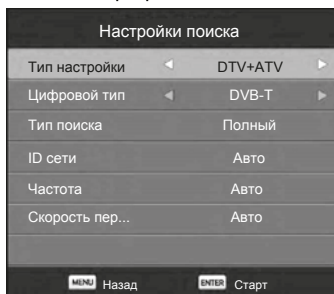 Настройки поиска
Тип настройки DTV+ATV
Цифровой тип DVB-T
Тип поиска Полный
ID сети Авто
Частота Авто
Скорость пер... Авто
MENU Назад ENTER Старт